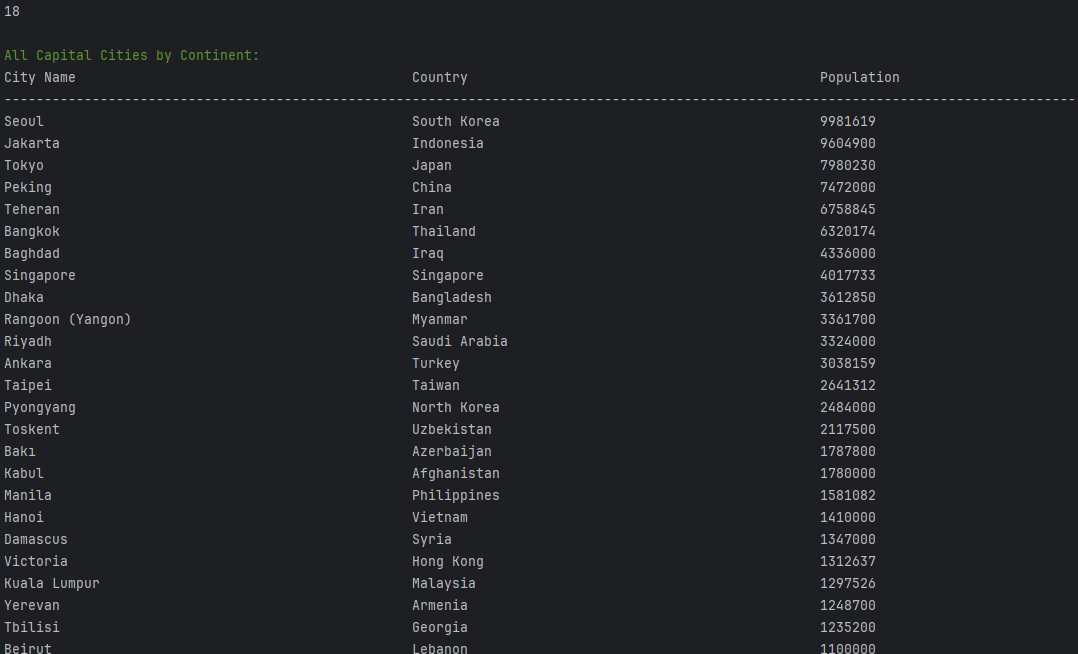 18
All Capital Cities by Continent:
City Name Country Population
--------------------------------------------------------------------------------------------------------------------------------------
Seoul South Korea 9981619
Jakarta Indonesia 9604900
Tokyo Japan 7980230
Peking China 7472000
Teheran Iran 6758845
Bangkok Thailand 6320174
Baghdad Iraq 4336000
Singapore Singapore 4017733
Dhaka Bangladesh 3612850
Rangoon (Yangon) Myanmar 3361700
Riyadh Saudi Arabia 3324000
Ankara Turkey 3038159
Taipei Taiwan 2641312
Pyongyang North Korea 2484000
Toskent Uzbekistan 2117500
Bakı Azerbaijan 1787800
Kabul Afghanistan 1780000
Manila Philippines 1581082
Hanoi Vietnam 1410000
Damascus Syria 1347000
Victoria Hong Kong 1312637
Kuala Lumpur Malaysia 1297526
Yerevan Armenia 1248700
Tbilisi Georgia 1235200
Beirut Lebanon 1100000